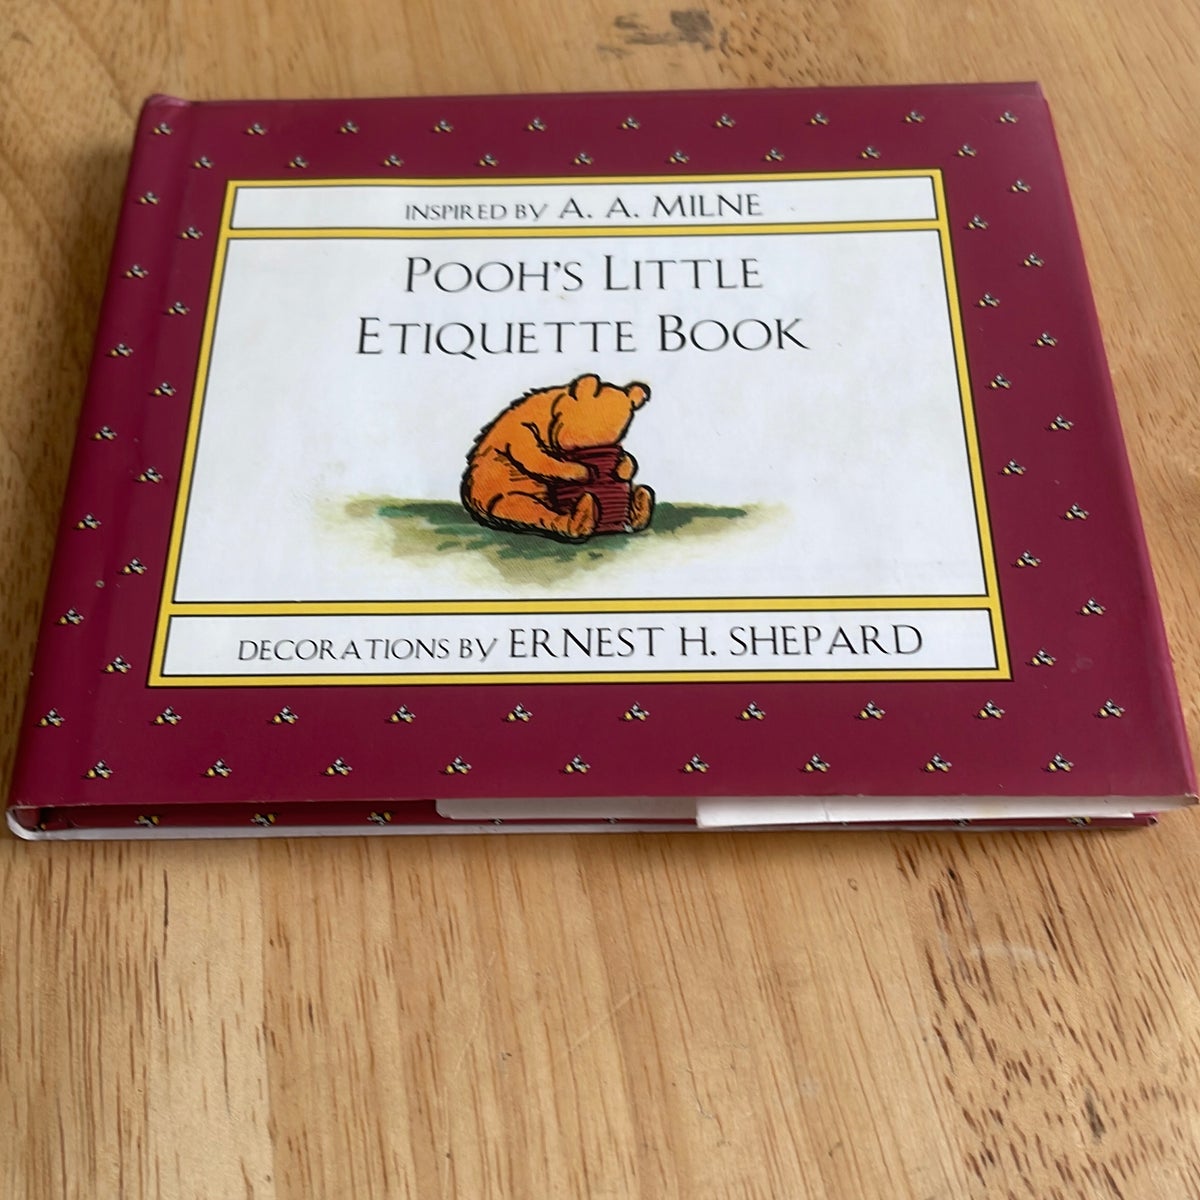 INSPIRED BY A. A. MILNE
POOH'S LITTLE
ETIQUETTE BOOK
DECORATIONS BY ERNEST H. SHEPARD